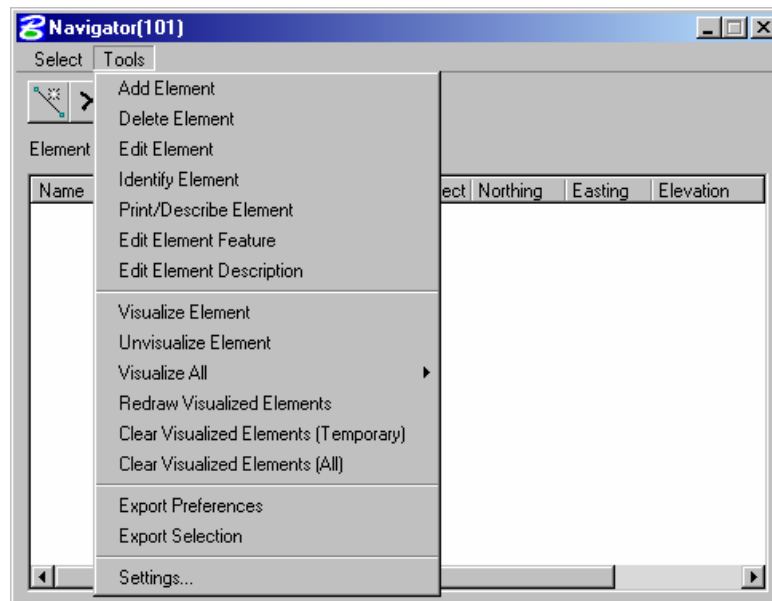 Navigator(101)
Select Tools
Add Element
Delete Element
Element Edit Element
Identify Element
Name ect Northing Easting Elevation
Print/Describe Element
Edit Element Feature
Edit Element Description
Visualize Element
Unvisualize Element
Visualize All
Redraw Visualized Elements
Clear Visualized Elements (Temporary)
Clear Visualized Elements (All)
Export Preferences
Export Selection
Settings...